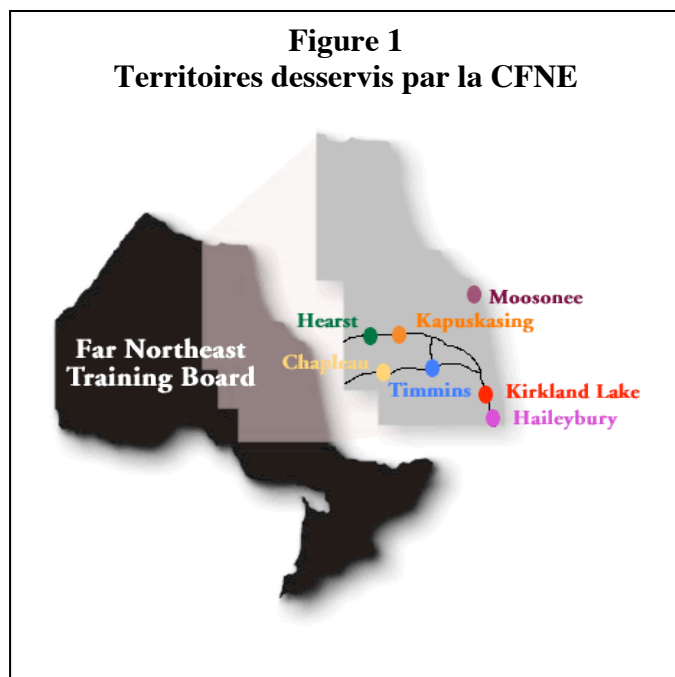 Figure 1
Territoires desservis par la CFNE
Moosonee
Hearst
Kapuskasing
Far Northeast
Training Board
Chapleau
Timmins
Kirkland Lake
Haileybury